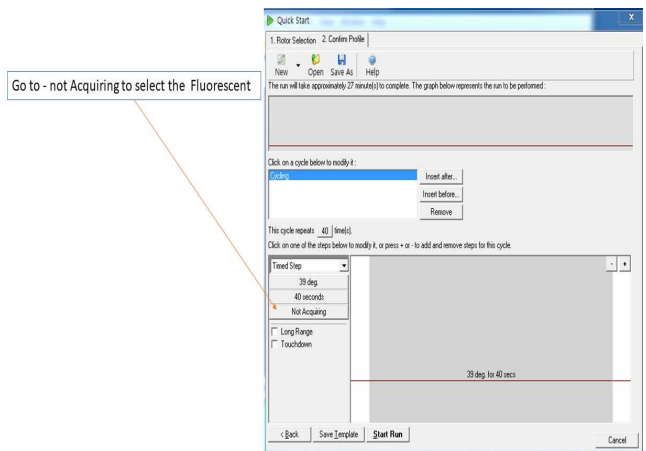 Quick Start
X
1. Rotor Selection 2. Confirm Profile
New Open Save As Help
The run will take approximately 27 minute(s) to complete. The graph below represents the run to be performed :
Go to - not Acquiring to select the Fluorescent
Click on a cycle below to modify it :
Cycling
Insert after...
Insert before...
Remove
This cycle repeats 40 time(s).
Click on one of the steps below to modify it, or press + or - to add and remove steps for this cycle.
Timed Step
- +
39 deg.
40 seconds
Not Acquiring
Long Range
Touchdown
39 deg. for 40 secs
< Back Save Template Start Run
Cancel